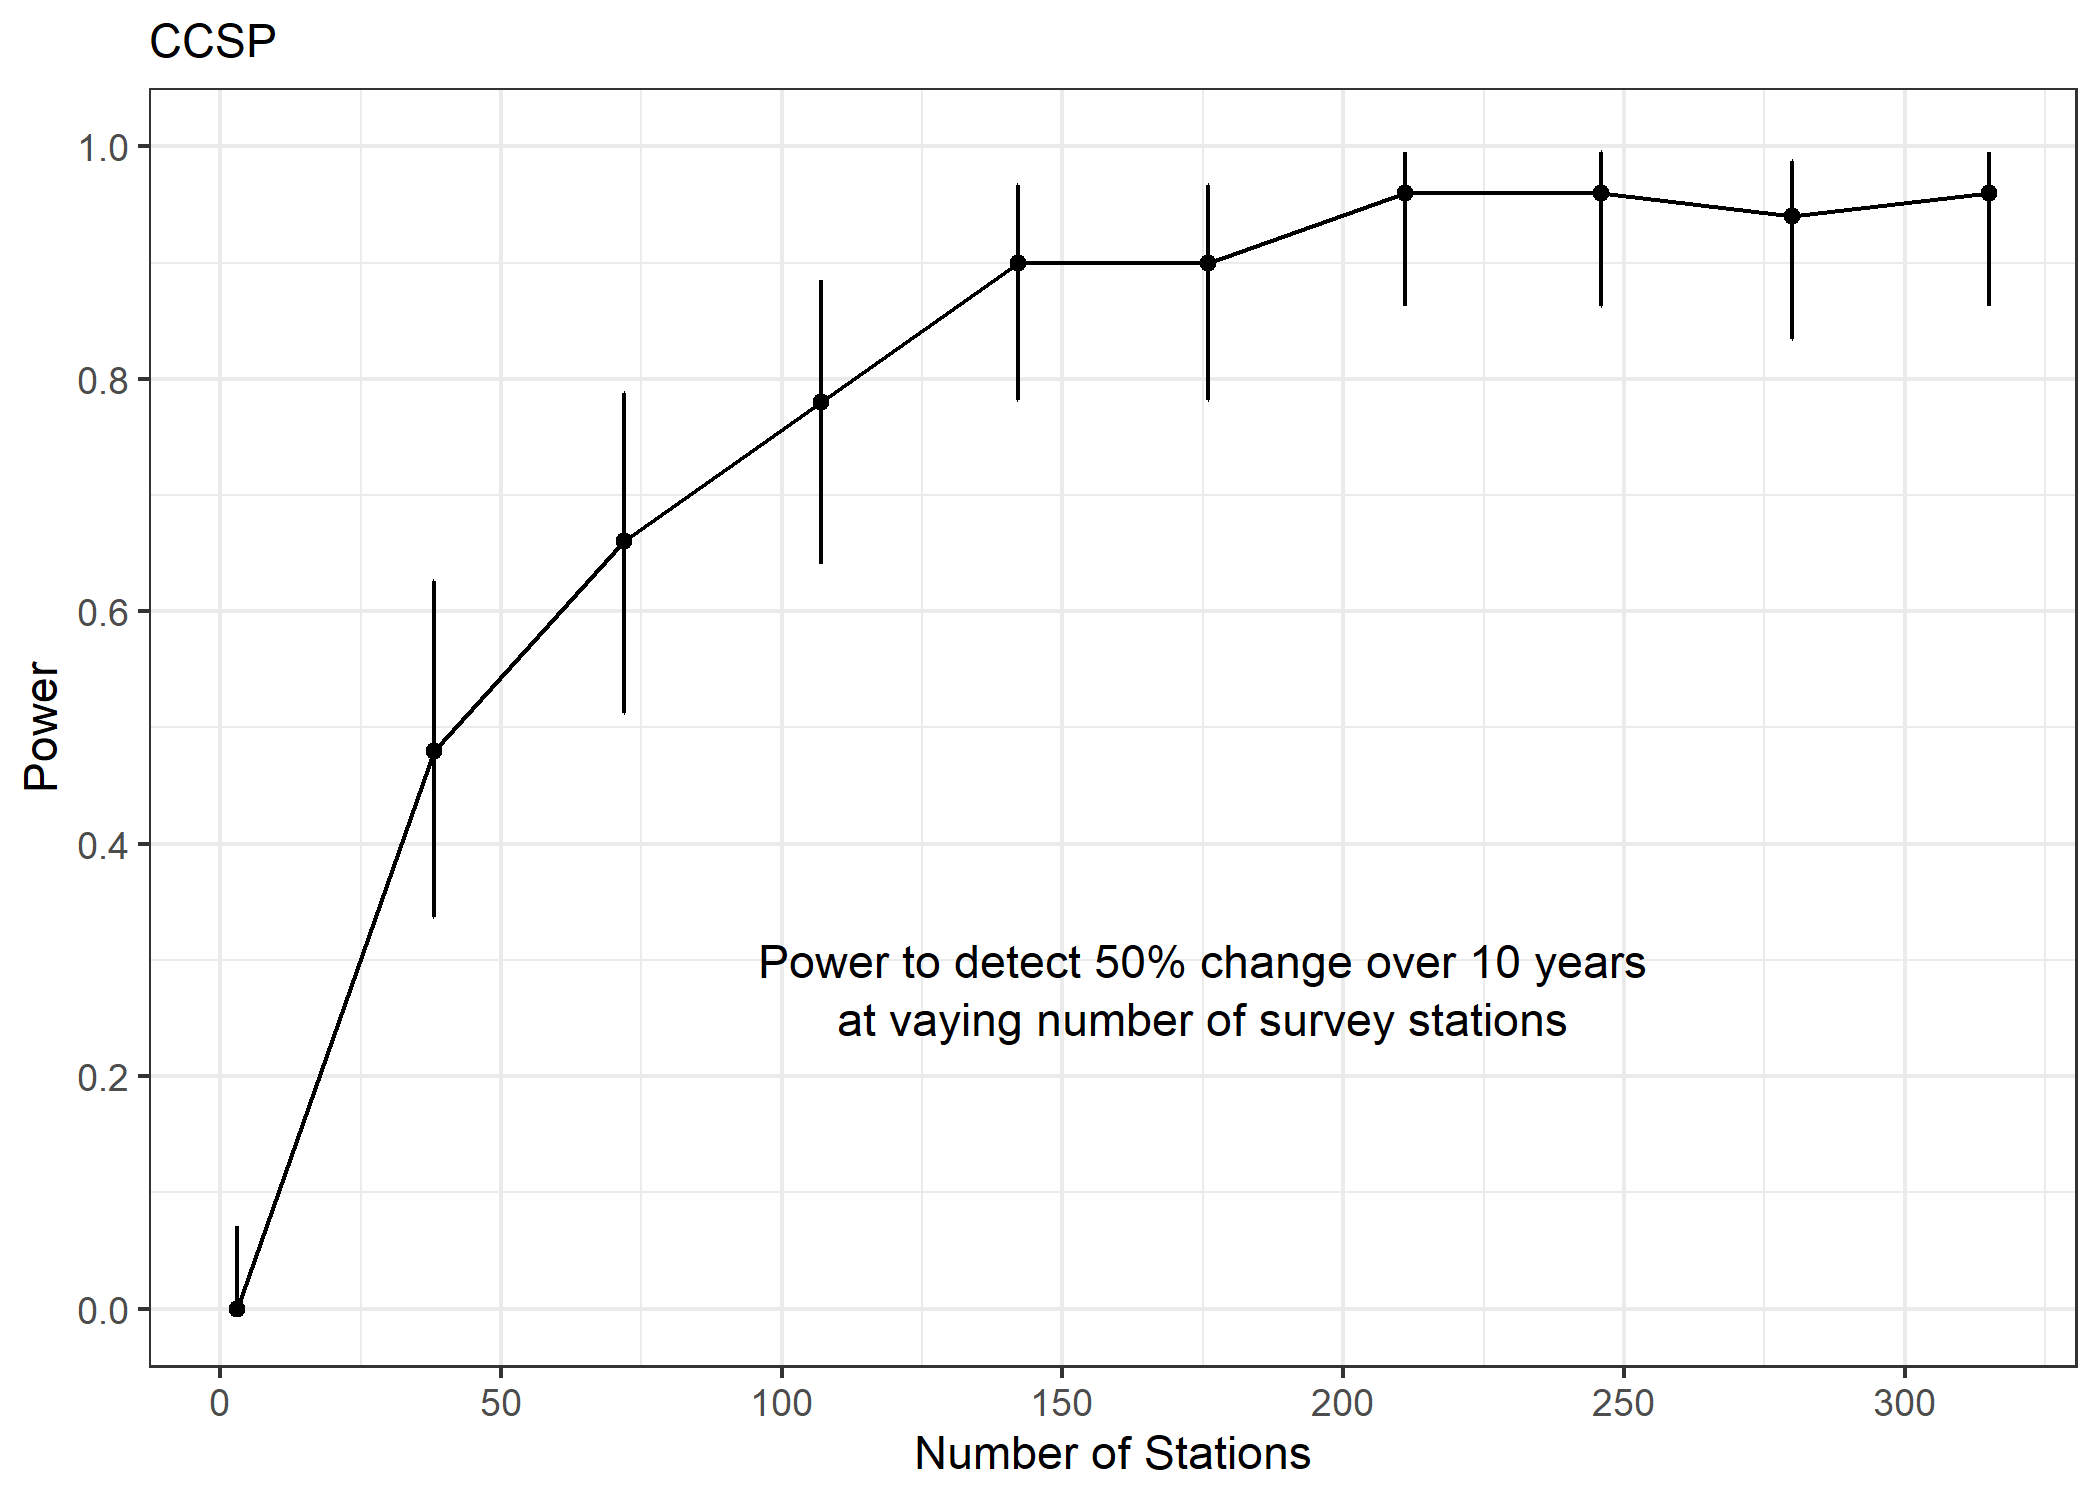 CCSP
1.0
0.8
0.6
0.4
0.2
0.0
Power
Power to detect 50% change over 10 years
at vaying number of survey stations
0 50 100 150 200 250 300
Number of Stations